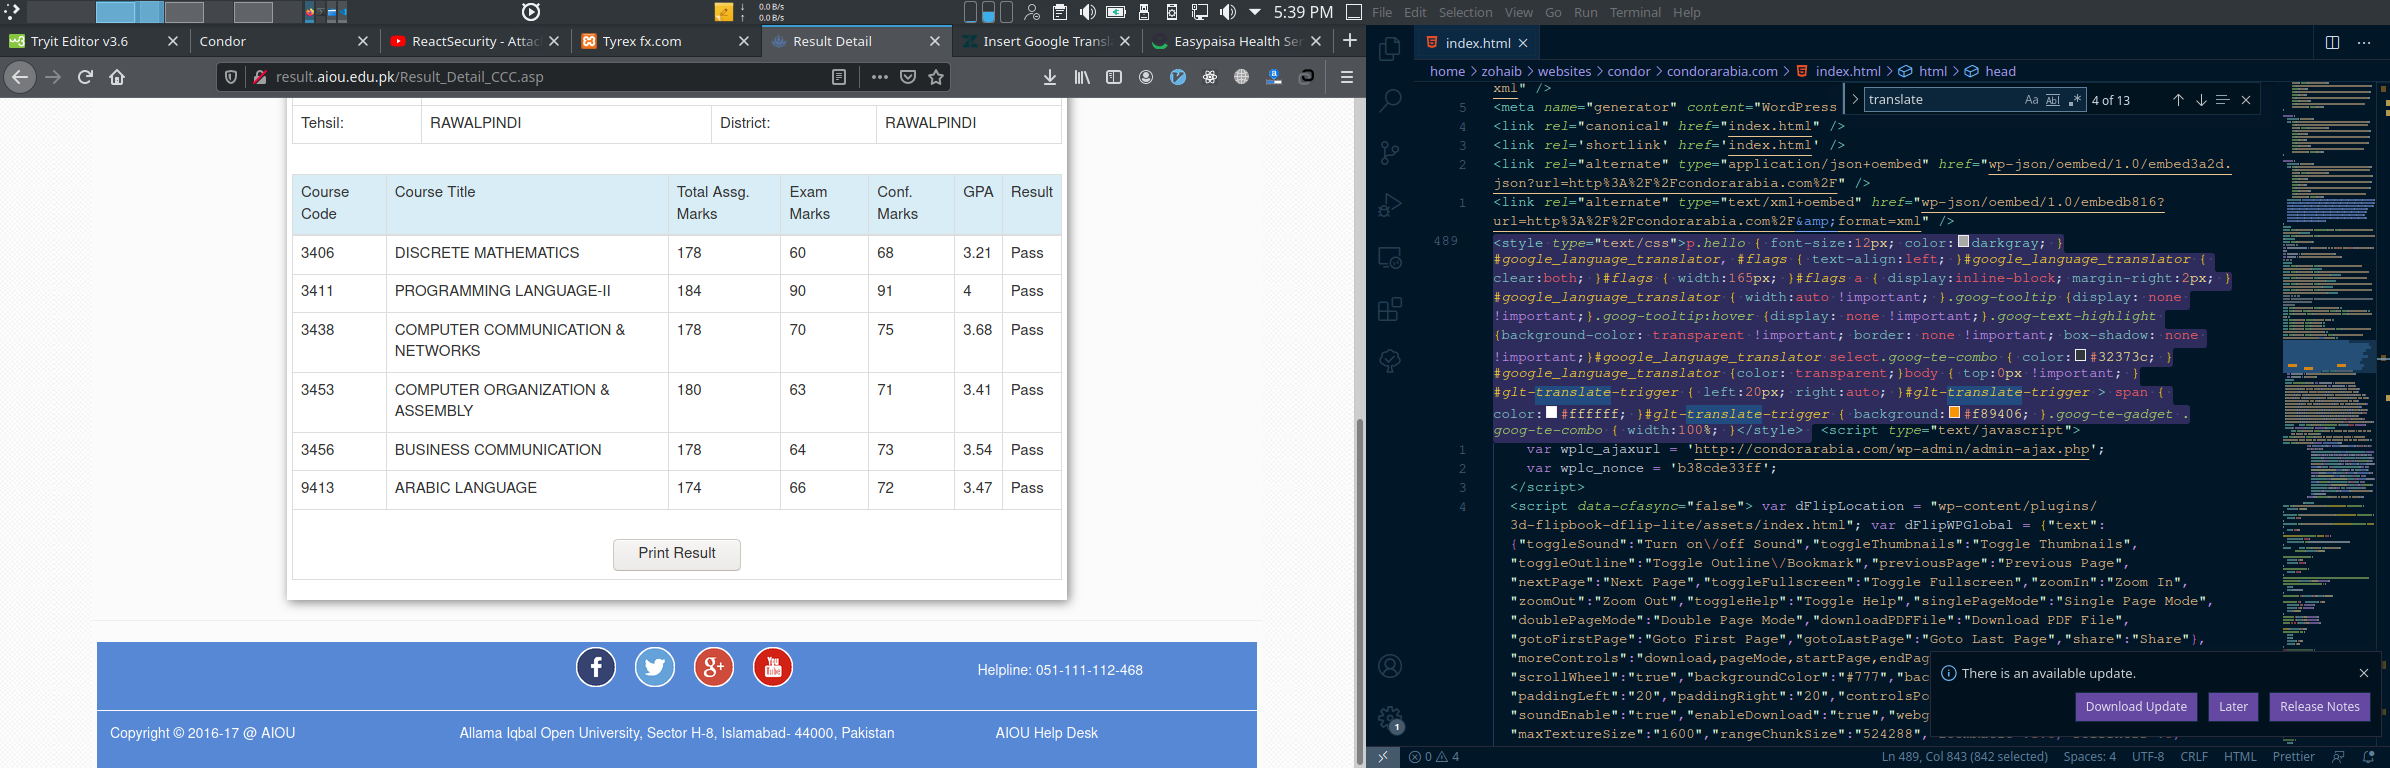 0.0 B/s
0.0 B/s
5:39 PM
Tryit Editor v3.6
Condor
ReactSecurity - Attac
Tyrex fx.com
Result Detail
Insert Google Transl
Easypaisa Health Ser
result.aiou.edu.pk/Result_Detail_CCC.asp
Tehsil: RAWALPINDI District: RAWALPINDI
Course Code Course Title Total Assg. Marks Exam Marks Conf. Marks GPA Result
3406 DISCRETE MATHEMATICS 178 60 68 3.21 Pass
3411 PROGRAMMING LANGUAGE-II 184 90 91 4 Pass
3438 COMPUTER COMMUNICATION & NETWORKS 178 70 75 3.68 Pass
3453 COMPUTER ORGANIZATION & ASSEMBLY 180 63 71 3.41 Pass
3456 BUSINESS COMMUNICATION 178 64 73 3.54 Pass
9413 ARABIC LANGUAGE 174 66 72 3.47 Pass
Print Result
Helpline: 051-111-112-468
Copyright © 2016-17 @ AIOU
Allama Iqbal Open University, Sector H-8, Islamabad- 44000, Pakistan
AIOU Help Desk
File Edit Selection View Go Run Terminal Help
index.html
home > zohaib > websites > condor > condorarabia.com > index.html > html > head
translate
4 of 13
xml" />
5 <meta name="generator" content="WordPress
4 <link rel="canonical" href="index.html" />
3 <link rel='shortlink' href='index.html' />
2 <link rel="alternate" type="application/json+oembed" href="wp-json/oembed/1.0/embed3a2d.
json?url=http%3A%2F%2Fcondorarabia.com%2F" />
1 <link rel="alternate" type="text/xml+oembed" href="wp-json/oembed/1.0/embedb816?
url=http%3A%2F%2Fcondorarabia.com%2F&amp;format=xml" />
489 <style type="text/css">p.hello { font-size:12px; color: darkgray; }
#google_language_translator, #flags { text-align:left; }#google_language_translator {
clear:both; }#flags { width:165px; }#flags a { display:inline-block; margin-right:2px; }
#google_language_translator { width:auto !important; }.goog-tooltip {display: none
!important;}.goog-tooltip:hover {display: none !important;}.goog-text-highlight
{background-color: transparent !important; border: none !important; box-shadow: none
!important;}#google_language_translator select.goog-te-combo { color: #32373c; }
#google_language_translator {color: transparent;}body { top:0px !important; }
#glt-translate-trigger { left:20px; right:auto; }#glt-translate-trigger > span {
color: #ffffff; }#glt-translate-trigger { background: #f89406; }.goog-te-gadget .
goog-te-combo { width:100%; }</style> <script type="text/javascript">
1 var wplc_ajaxurl = 'http://condorarabia.com/wp-admin/admin-ajax.php';
2 var wplc_nonce = 'b38cde33ff';
3 </script>
4 <script data-cfasync="false"> var dFlipLocation = "wp-content/plugins/
3d-flipbook-dflip-lite/assets/index.html"; var dFlipWPGlobal = {"text":
{"toggleSound":"Turn on\/off Sound","toggleThumbnails":"Toggle Thumbnails",
"toggleOutline":"Toggle Outline\/Bookmark","previousPage":"Previous Page",
"nextPage":"Next Page","toggleFullscreen":"Toggle Fullscreen","zoomIn":"Zoom In",
"zoomOut":"Zoom Out","toggleHelp":"Toggle Help","singlePageMode":"Single Page Mode",
"doublePageMode":"Double Page Mode","downloadPDFFile":"Download PDF File",
"gotoFirstPage":"Goto First Page","gotoLastPage":"Goto Last Page","share":"Share"},
"moreControls":"download,pageMode,startPage,endPag
"scrollWheel":"true","backgroundColor":"#777","bac
"paddingLeft":"20","paddingRight":"20","controlsPo
"soundEnable":"true","enableDownload":"true","webg
"maxTextureSize":"1600","rangeChunkSize":"524288",
There is an available update.
Download Update
Later
Release Notes
1
0 4
Ln 489, Col 843 (842 selected) Spaces: 4 UTF-8 CRLF HTML Prettier